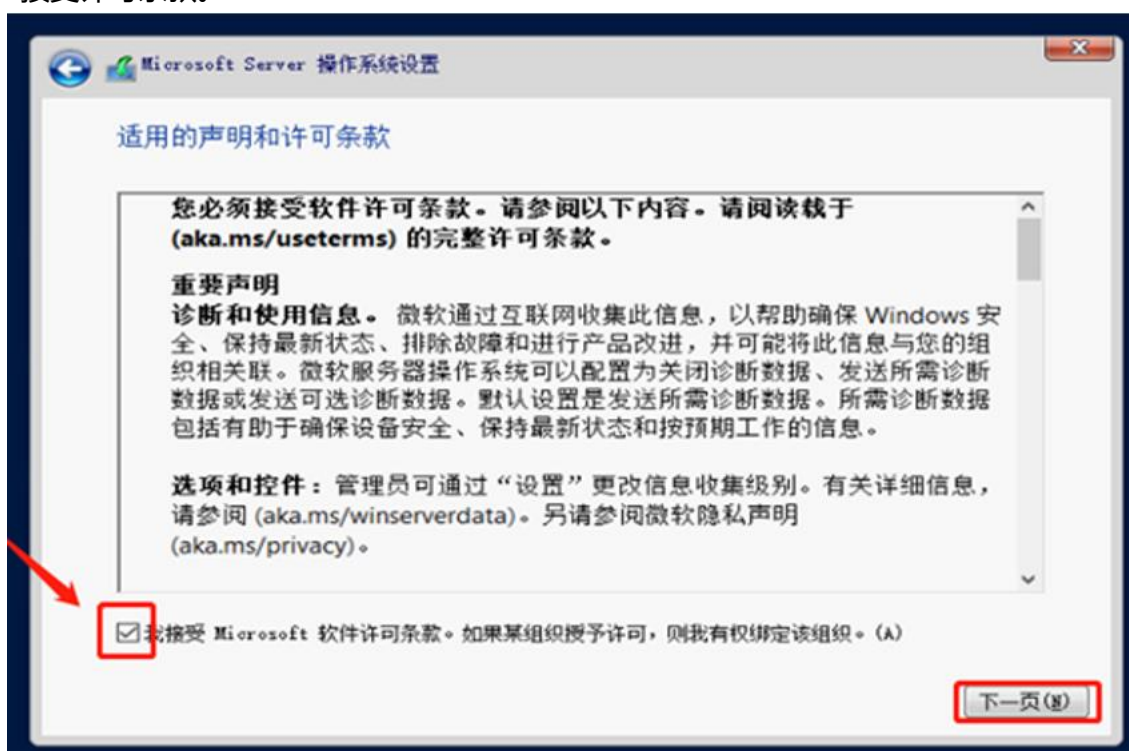 接受许可条款。
Microsoft Server 操作系统设置
适用的声明和许可条款
您必须接受软件许可条款。请参阅以下内容。请阅读载于
(aka.ms/useterms) 的完整许可条款。
重要声明
诊断和使用信息。 微软通过互联网收集此信息，以帮助确保 Windows 安
全、保持最新状态、排除故障和进行产品改进，并可能将此信息与您的组
织相关联。微软服务器操作系统可以配置为关闭诊断数据、发送所需诊断
数据或发送可选诊断数据。默认设置是发送所需诊断数据。所需诊断数据
包括有助于确保设备安全、保持最新状态和按预期工作的信息。
选项和控件：管理员可通过“设置”更改信息收集级别。有关详细信息，
请参阅 (aka.ms/winserverdata)。另请参阅微软隐私声明
(aka.ms/privacy)。
我接受 Microsoft 软件许可条款。如果某组织授予许可，则我有权绑定该组织。(A)
下一页(N)